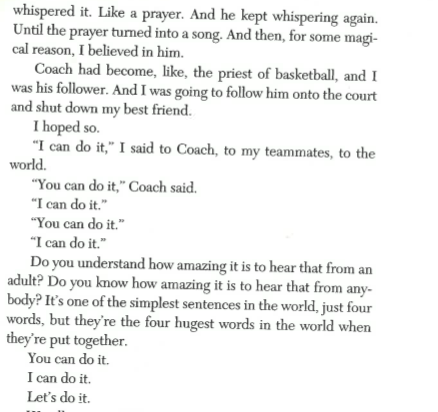 whispered it. Like a prayer. And he kept whispering again.
Until the prayer turned into a song. And then, for some magi-
cal reason, I believed in him.
Coach had become, like, the priest of basketball, and I
was his follower. And I was going to follow him onto the court
and shut down my best friend.
I hoped so.
"I can do it," I said to Coach, to my teammates, to the
world.
"You can do it," Coach said.
"I can do it."
"You can do it."
"I can do it."
Do you understand how amazing it is to hear that from an
adult? Do you know how amazing it is to hear that from any-
body? It's one of the simplest sentences in the world, just four
words, but they're the four hugest words in the world when
they're put together.
You can do it.
I can do it.
Let's do it.